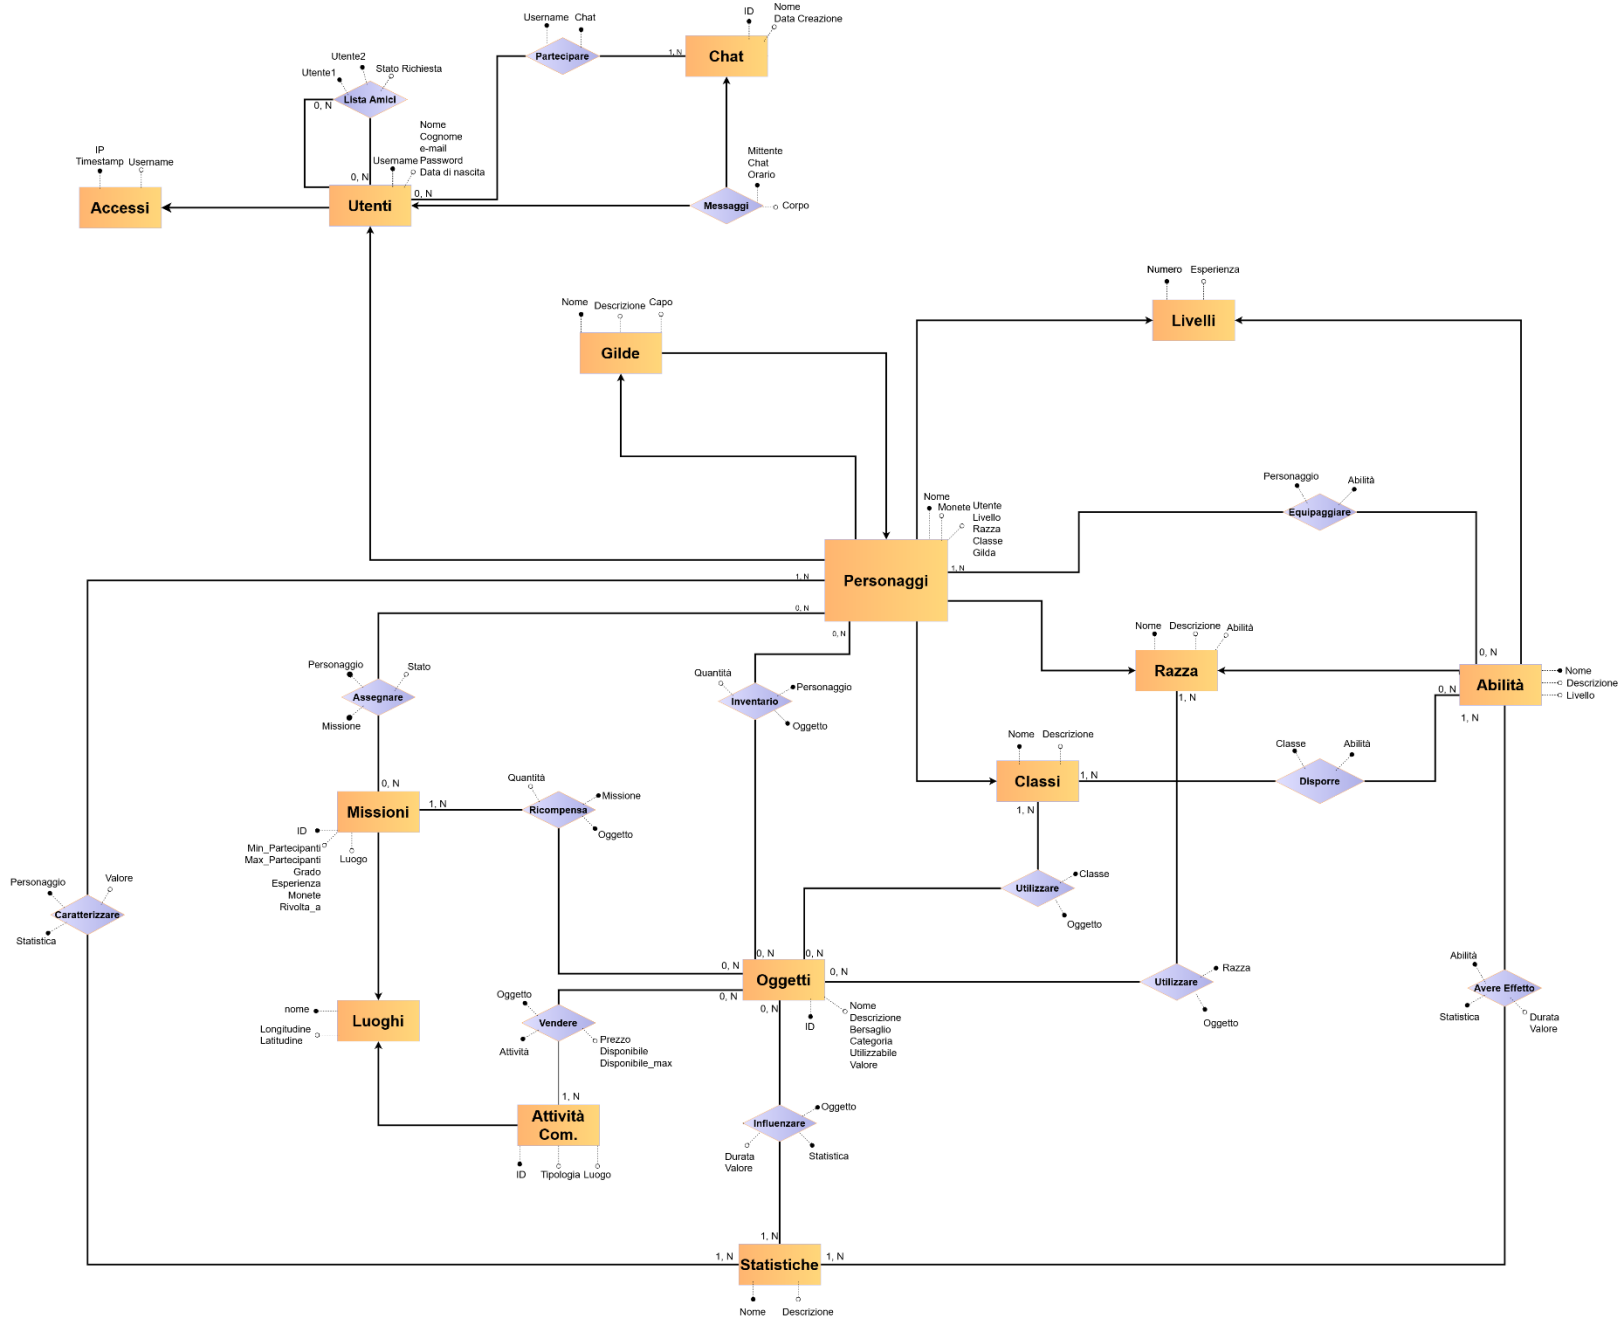 ID
Nome
Data Creazione
Username
Chat
Partecipare
1, N
Chat
Utente2
Utente1
Stato Richiesta
Lista Amici
0, N
Nome
Cognome
e-mail
Password
Data di nascita
Username
IP
Timestamp
Username
Accessi
0, N
Utenti
0, N
Mittente
Chat
Orario
Messaggi
Corpo
Numero
Esperienza
Livelli
Nome
Descrizione
Capo
Gilde
Personaggio
Abilità
Equipaggiare
Nome
Monete
Utente
Livello
Razza
Classe
Gilda
Personaggi
1, N
1, N
0, N
0, N
Nome
Descrizione
Abilità
Razza
1, N
0, N
Abilità
Nome
Descrizione
Livello
0, N
1, N
Personaggio
Stato
Assegnare
Missione
0, N
Quantità
Personaggio
Inventario
Oggetto
Nome
Descrizione
Classi
1, N
1, N
Classe
Abilità
DIsporre
Missioni
1, N
ID
Min_Partecipanti
Max_Partecipanti
Grado
Esperienza
Monete
Rivolta_a
Luogo
Quantità
Missione
Ricompensa
Oggetto
Personaggio
Valore
Caratterizzare
Statistica
Classe
Utilizzare
Oggetto
0, N
0, N
0, N
0, N
0, N
0, N
Oggetti
ID
Nome
Descrizione
Bersaglio
Categoria
Utilizzabile
Valore
Razza
Utilizzare
Oggetto
Abilità
Avere Effetto
Statistica
Durata
Valore
nome
Longitudine
Latitudine
Luoghi
Oggetto
Vendere
Attività
Prezzo
Disponibile
Disponibile_max
1, N
Attività
Com.
ID
Tipologia
Luogo
Oggetto
Influenzare
Durata
Valore
Statistica
1, N
1, N
1, N
Statistiche
Nome
Descrizione